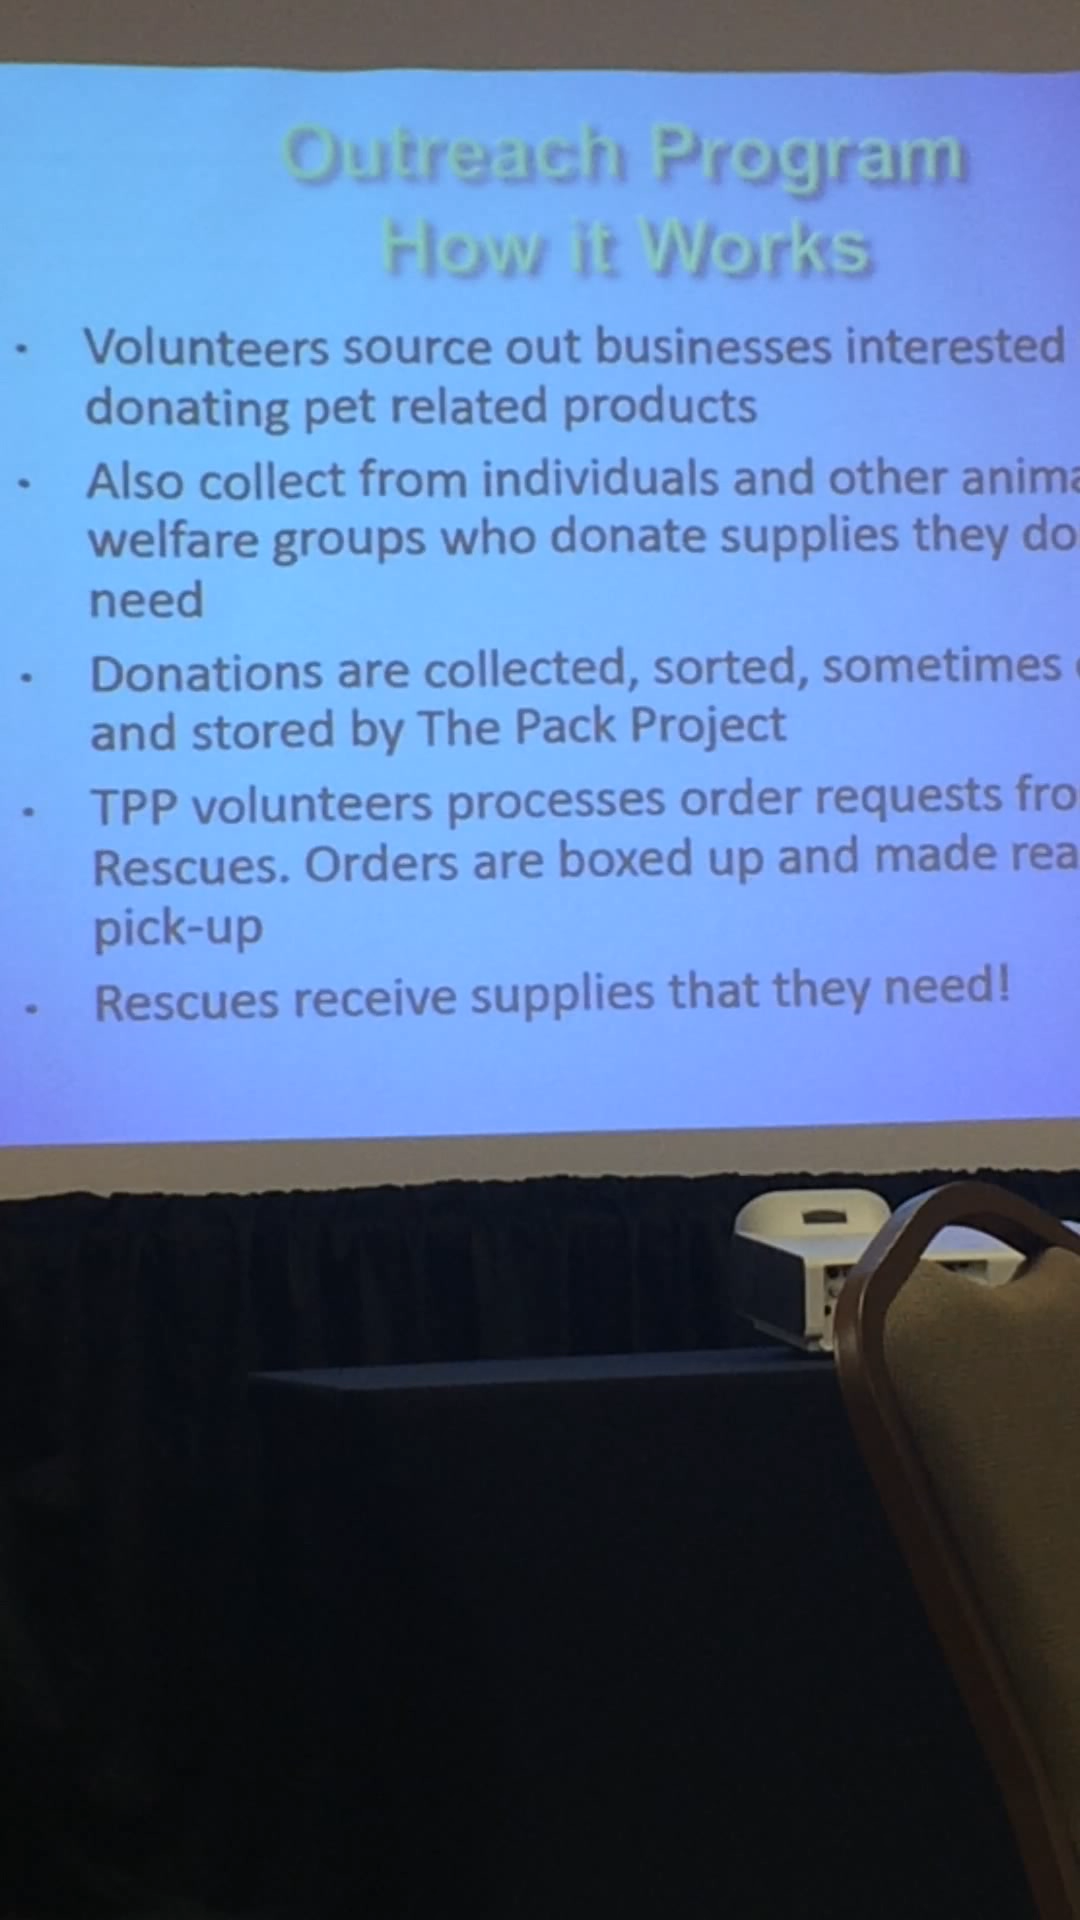 Outreach Program
How it Works
• Volunteers source out businesses interested
donating pet related products
• Also collect from individuals and other anima
welfare groups who donate supplies they do
need
• Donations are collected, sorted, sometimes
and stored by The Pack Project
• TPP volunteers processes order requests fro
Rescues. Orders are boxed up and made rea
pick-up
• Rescues receive supplies that they need!